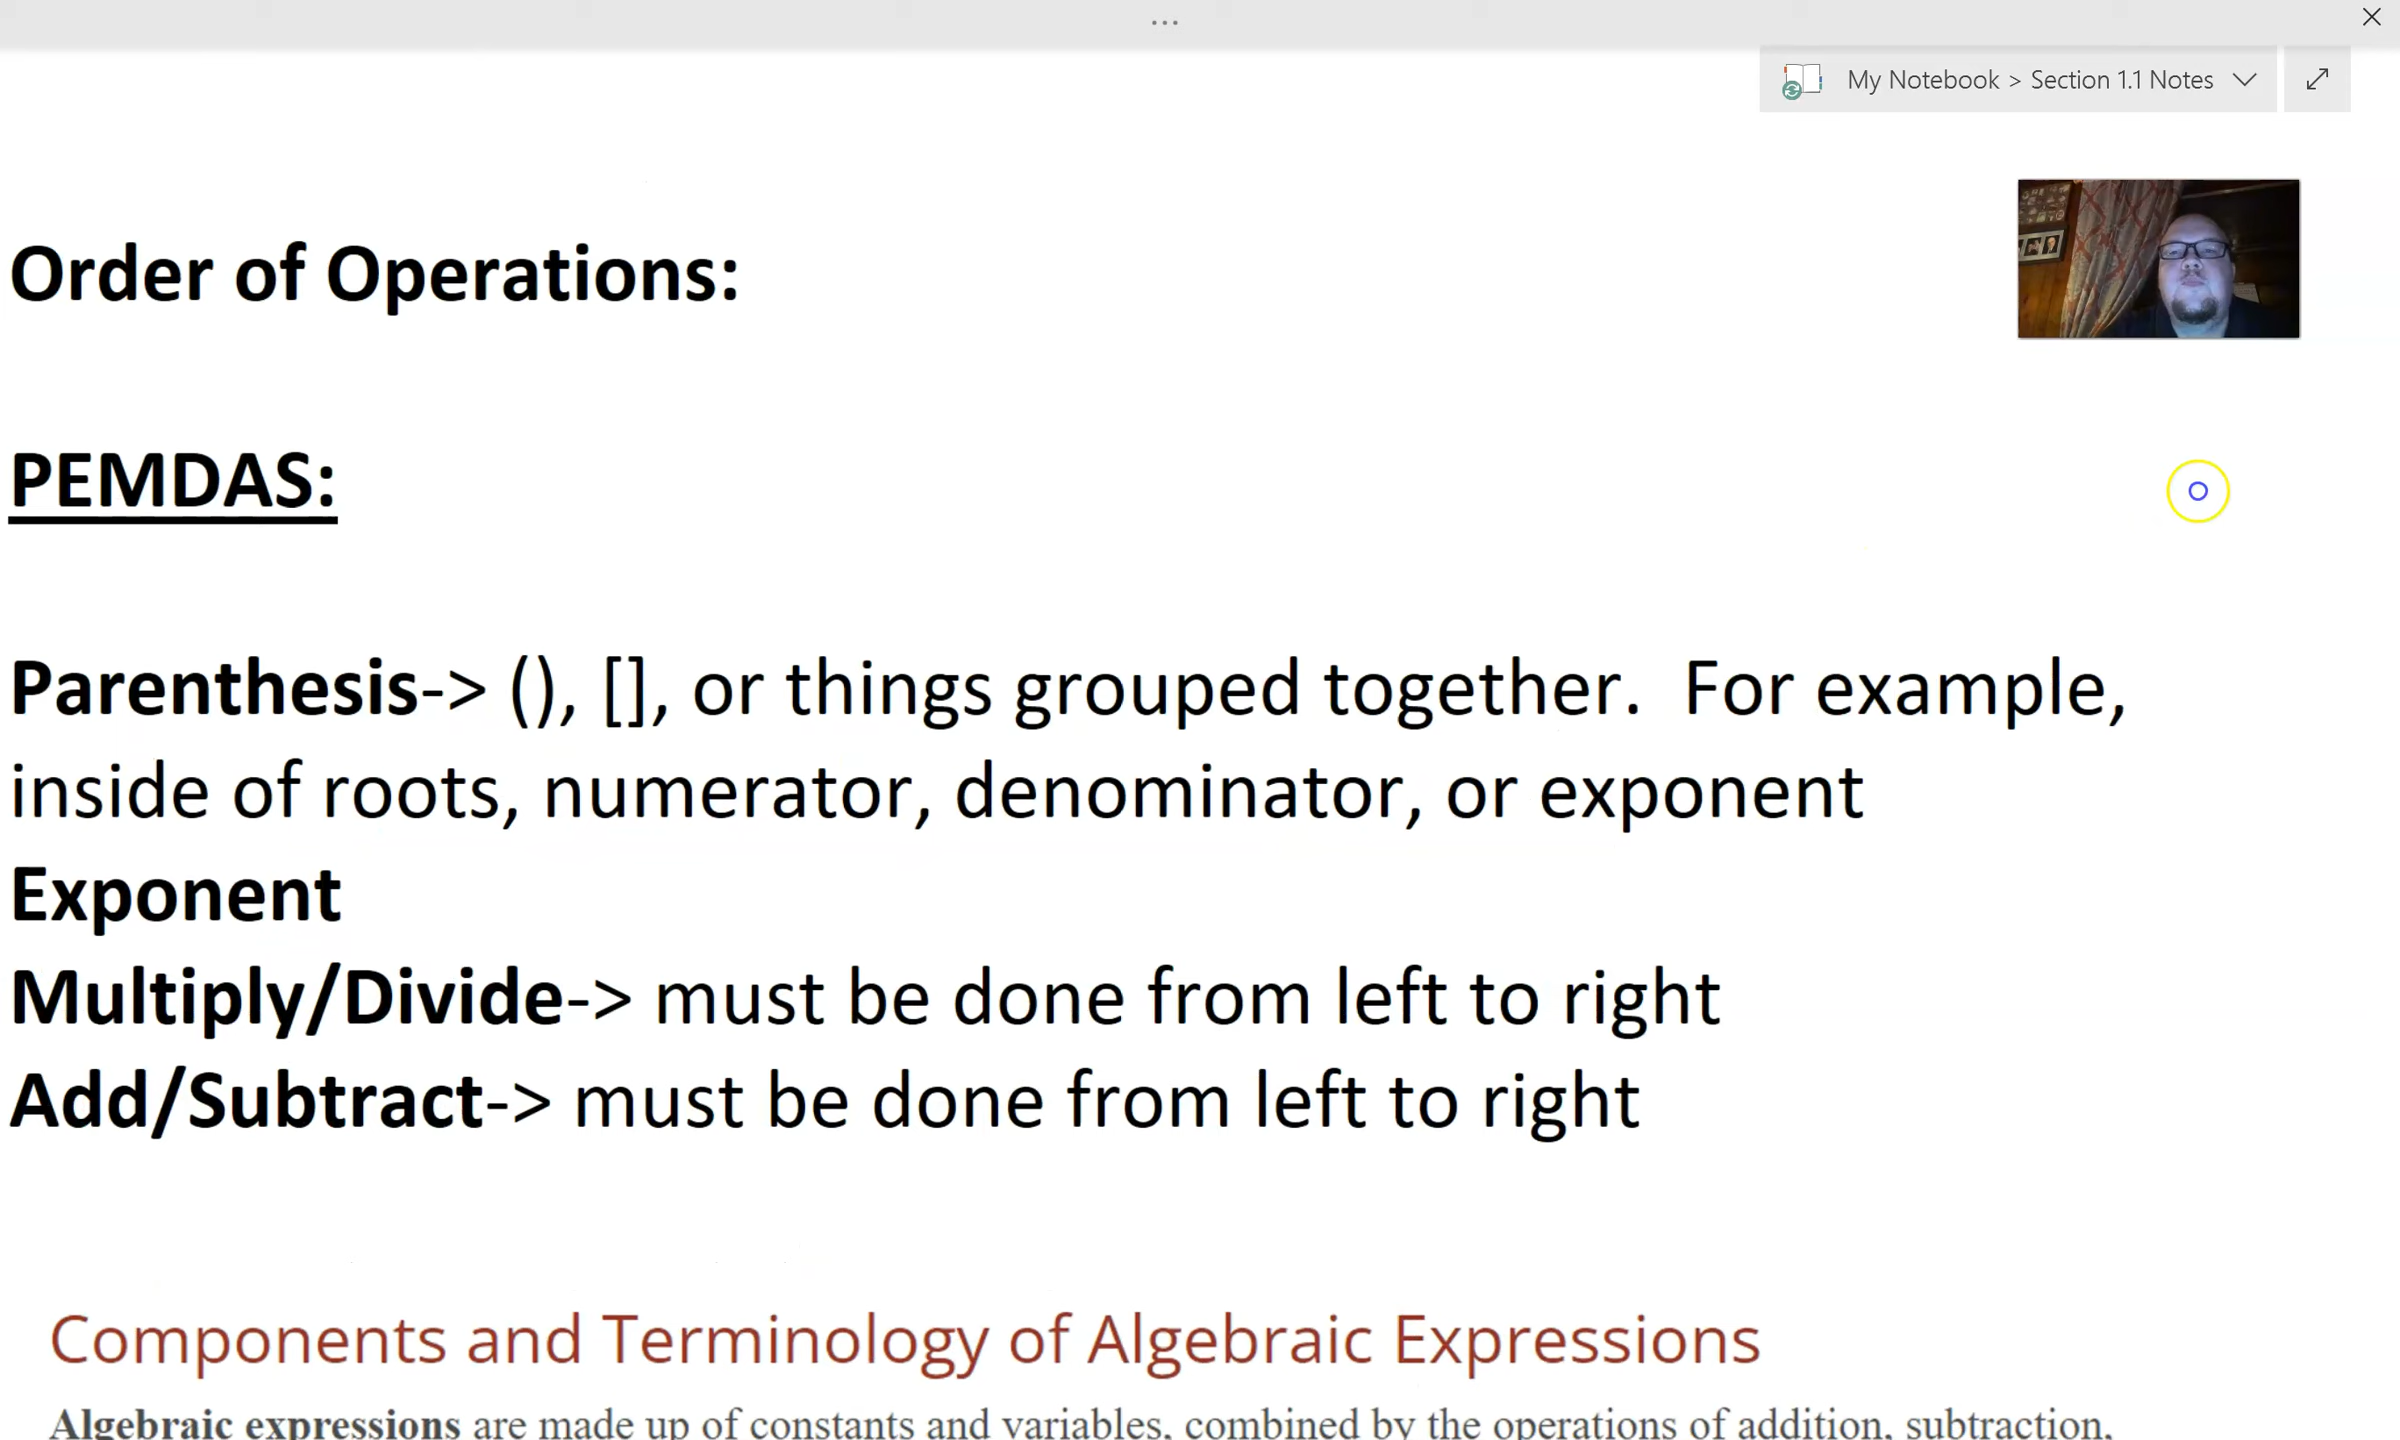 ...
My Notebook > Section 1.1 Notes
Order of Operations:
PEMDAS:
Parenthesis-> (), [], or things grouped together.  For example,
inside of roots, numerator, denominator, or exponent
Exponent
Multiply/Divide-> must be done from left to right
Add/Subtract-> must be done from left to right
Components and Terminology of Algebraic Expressions
Algebraic expressions are made up of constants and variables, combined by the operations of addition, subtraction,